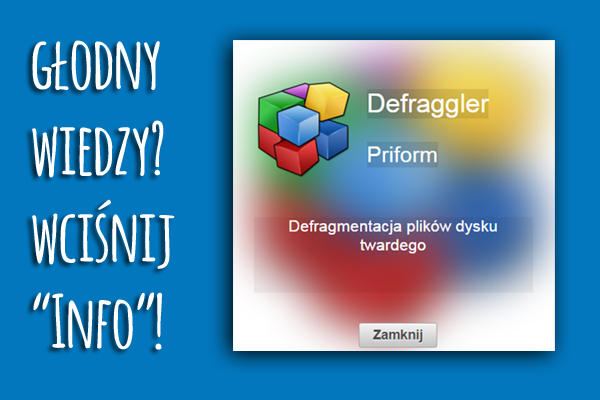 GŁODNY
WIEDZY?
WCIŚNIJ
“INFO”!
Defraggler
Priform
Defragmentacja plików dysku
twardego
Zamknij